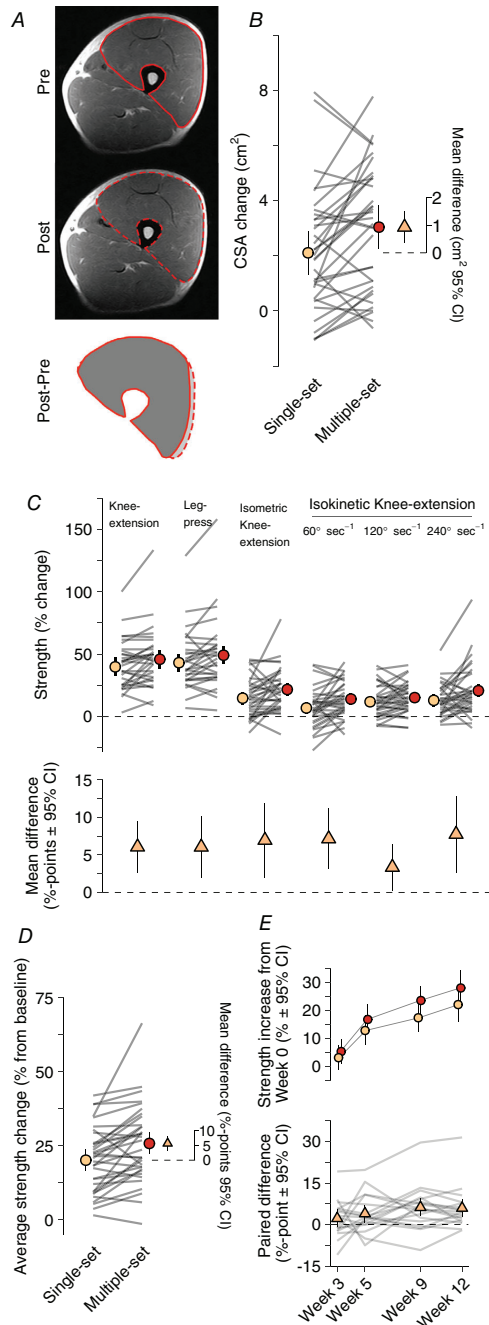 A
Pre
Post
Post-Pre
B
CSA change (cm²)
8
4
0
Mean difference (cm² 95% CI)
2
1
0
Single-set
Multiple-set
C
Knee-
extension
Leg-
press
Isometric
Knee-
extension
Isokinetic Knee-extension
60° sec⁻¹
120° sec⁻¹
240° sec⁻¹
Strength (% change)
150
100
50
0
Mean difference
(%-points ± 95% CI)
15
10
5
0
D
Average strength change (% from baseline)
75
50
25
0
Mean difference (%-points 95% CI)
10
5
0
Single-set
Multiple-set
E
Strength increase from
Week 0 (% ± 95% CI)
30
20
10
0
Paired difference
(%-point ± 95% CI)
30
15
0
-15
Week 3
Week 5
Week 9
Week 12